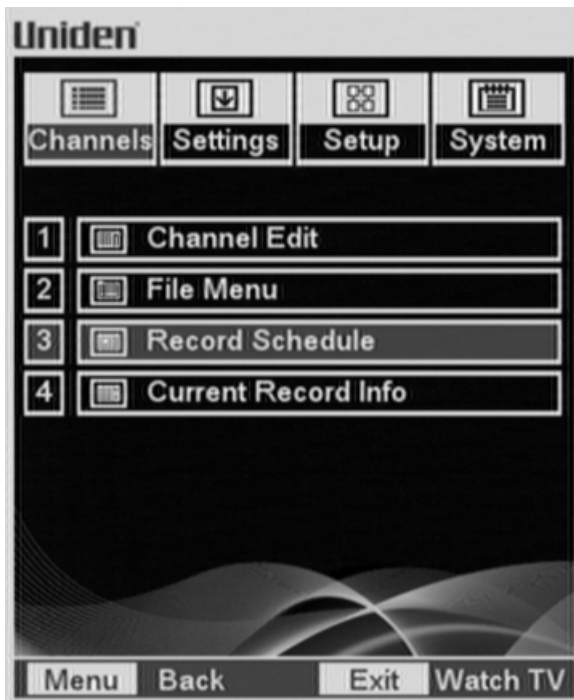 Uniden
Channels Settings Setup System
1 Channel Edit
2 File Menu
3 Record Schedule
4 Current Record Info
Menu Back Exit Watch TV